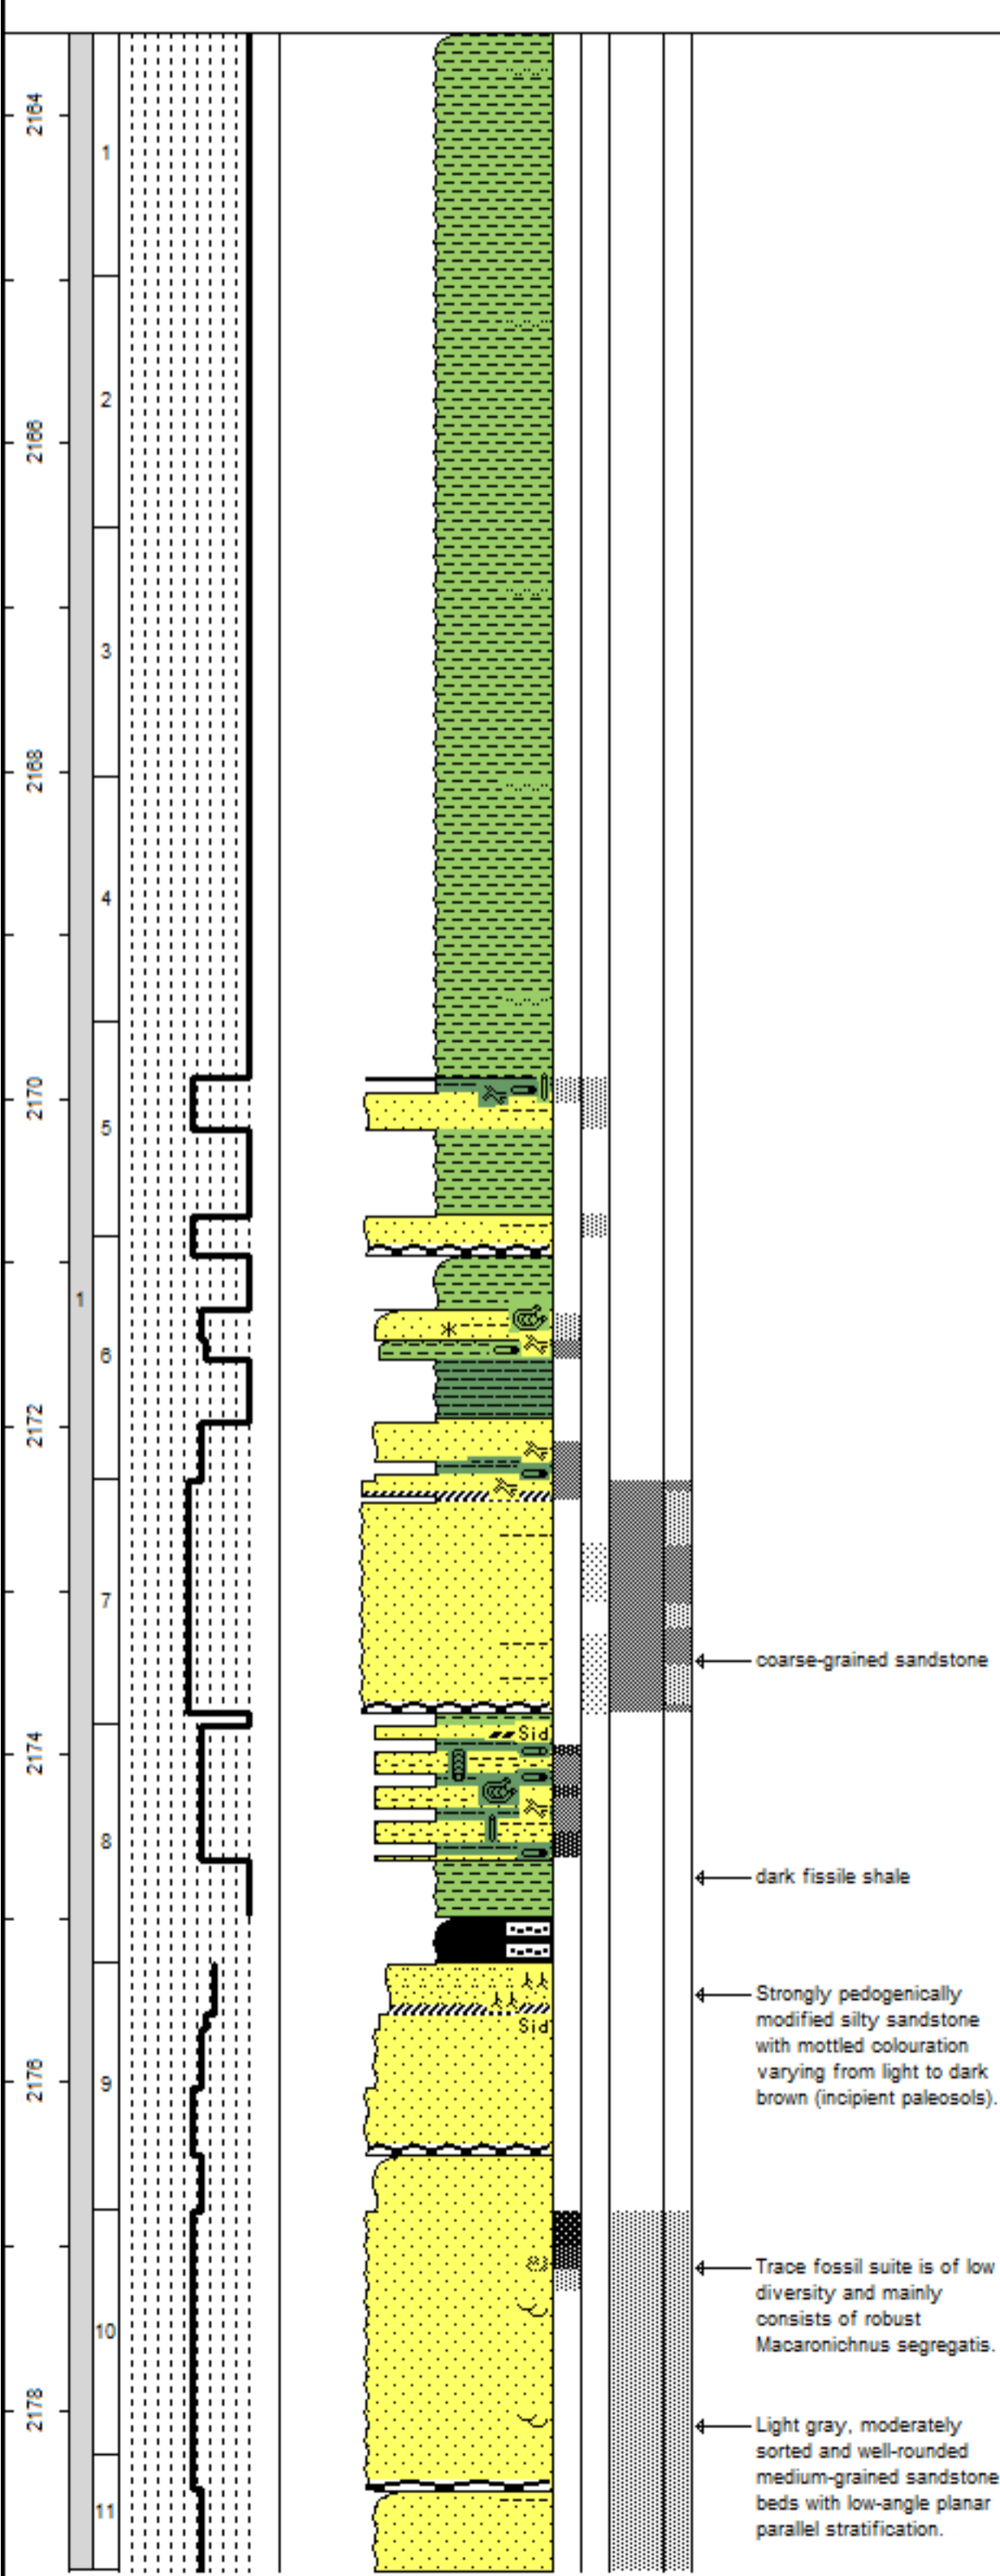 2164
1
2
2166
3
2168
4
2170
5
1
6
2172
7
coarse-grained sandstone
Sid
2174
8
dark fissile shale
Strongly pedogenically
modified silty sandstone
with mottled colouration
varying from light to dark
brown (incipient paleosols).
Sid
2176
9
Trace fossil suite is of low
diversity and mainly
consists of robust
Macaronichnus segregatis.
10
2178
Light gray, moderately
sorted and well-rounded
medium-grained sandstone
beds with low-angle planar
parallel stratification.
11